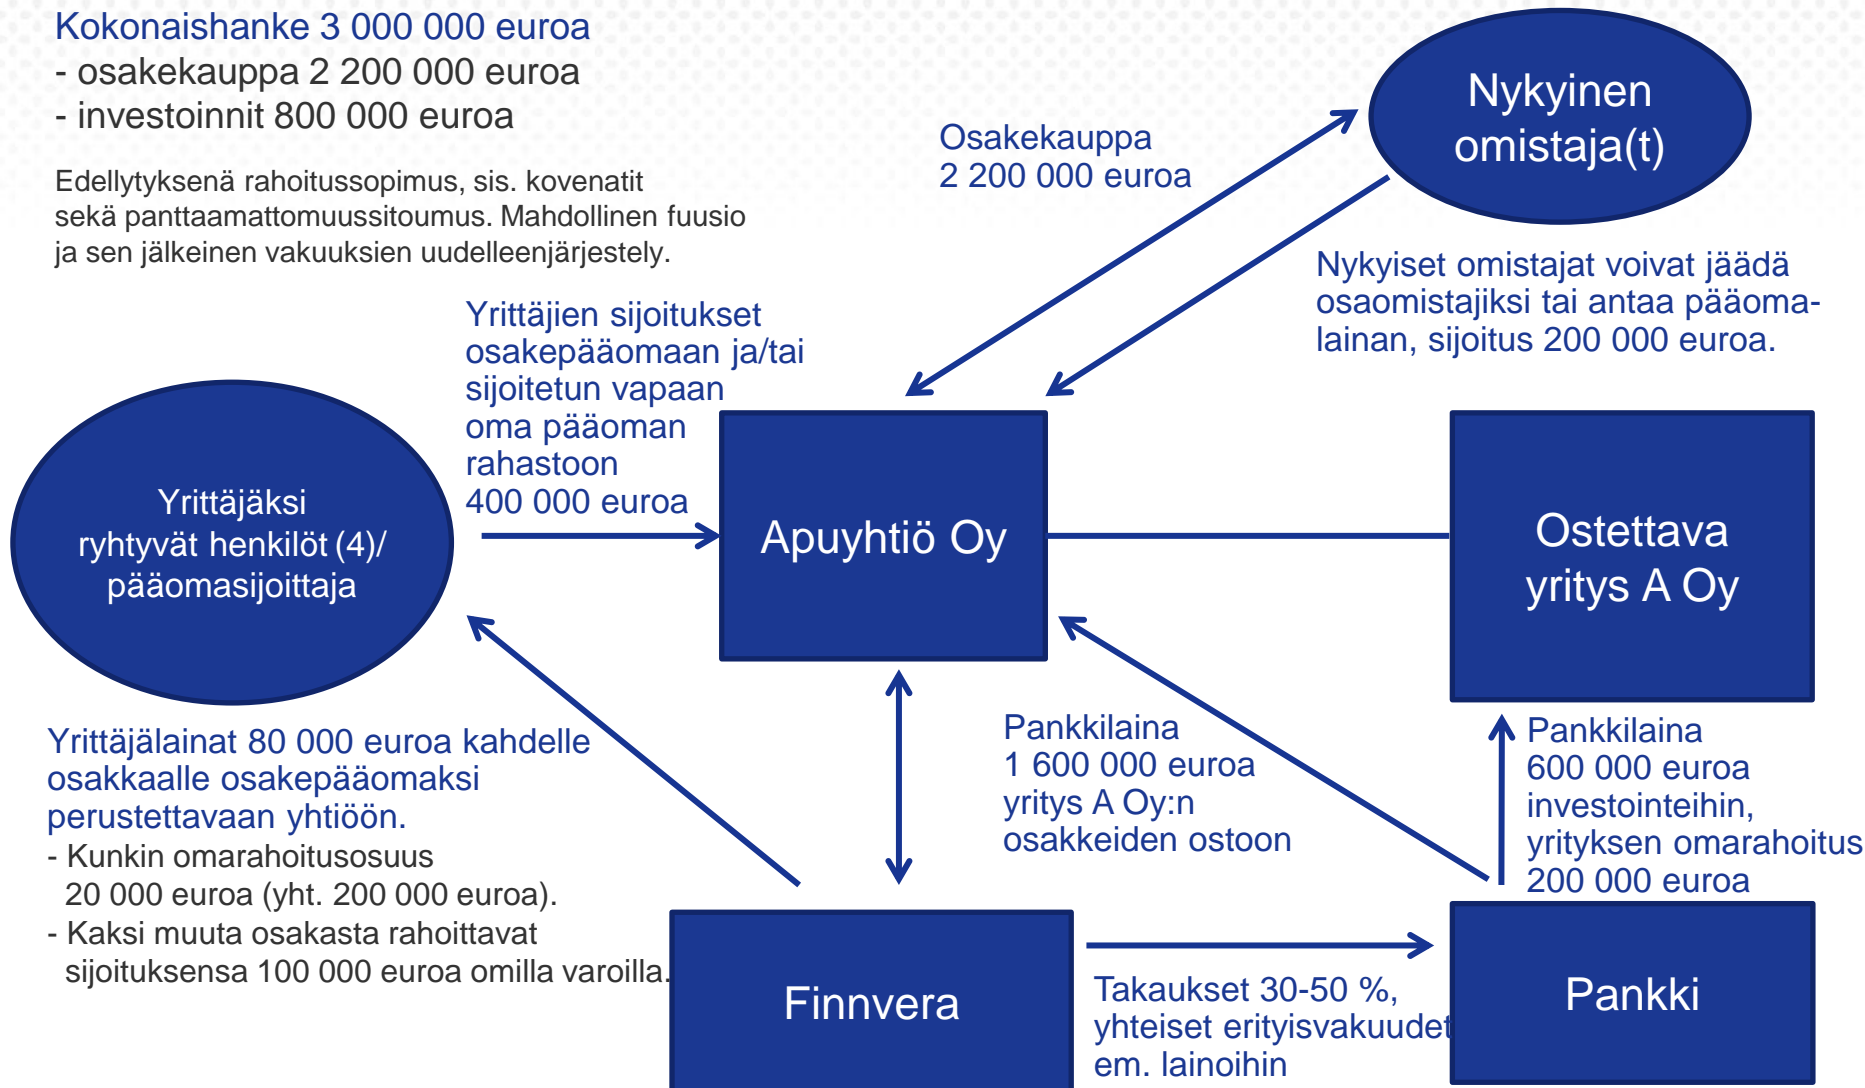 Kokonaishanke 3 000 000 euroa
- osakekauppa 2 200 000 euroa
- investoinnit 800 000 euroa
Edellytyksenä rahoitussopimus, sis. kovenatit
sekä panttaamattomuussitoumus. Mahdollinen fuusio
ja sen jälkeinen vakuuksien uudelleenjärjestely.
Osakekauppa
2 200 000 euroa
Nykyinen
omistaja(t)
Nykyiset omistajat voivat jäädä
osaomistajiksi tai antaa pääoma-
lainan, sijoitus 200 000 euroa.
Yrittäjien sijoitukset
osakepääomaan ja/tai
sijoitetun vapaan
oma pääoman
rahastoon
400 000 euroa
Yrittäjäksi
ryhtyvät henkilöt (4)/
pääomasijoittaja
Apuyhtiö Oy
Ostettava
yritys A Oy
Yrittäjälainat 80 000 euroa kahdelle
osakkaalle osakepääomaksi
perustettavaan yhtiöön.
- Kunkin omarahoitusosuus
20 000 euroa (yht. 200 000 euroa).
- Kaksi muuta osakasta rahoittavat
sijoituksensa 100 000 euroa omilla varoilla.
Pankkilaina
1 600 000 euroa
yritys A Oy:n
osakkeiden ostoon
Pankkilaina
600 000 euroa
investointeihin,
yrityksen omarahoitus
200 000 euroa
Finnvera
Takaukset 30-50 %,
yhteiset erityisvakuudet
em. lainoihin
Pankki